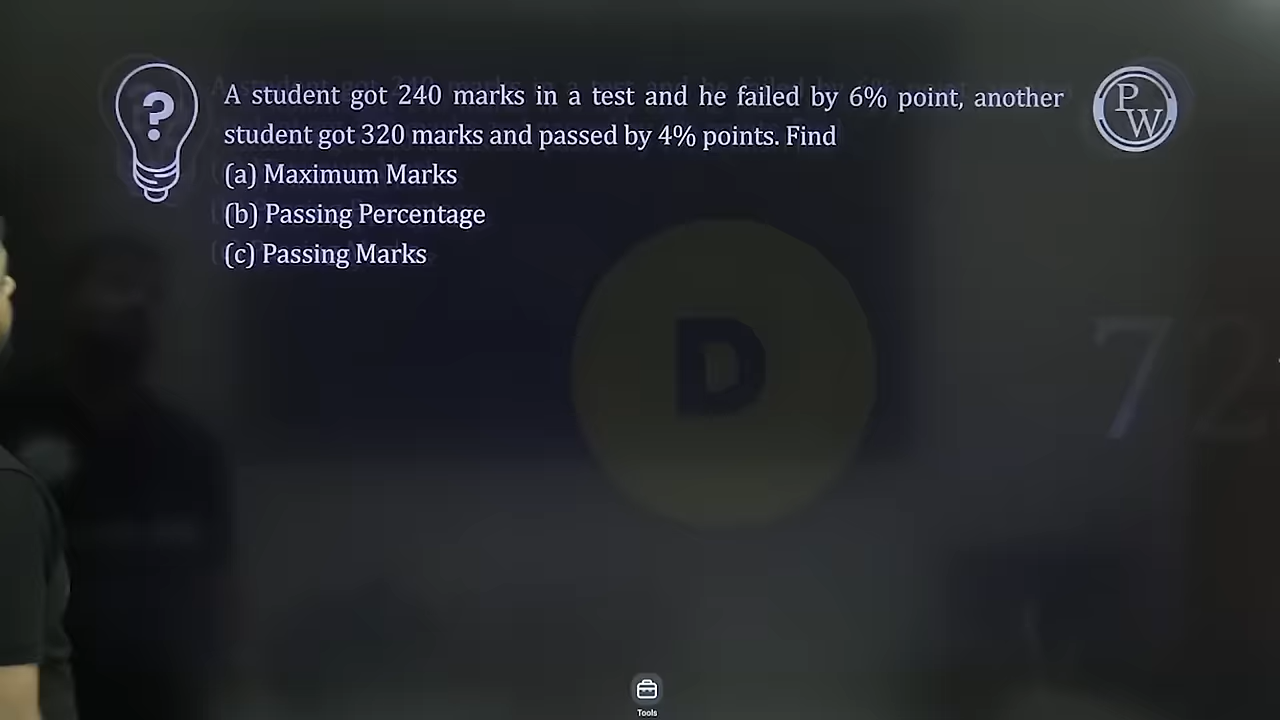 A student got 240 marks in a test and he failed by 6% point, another
student got 320 marks and passed by 4% points. Find
(a) Maximum Marks
(b) Passing Percentage
(c) Passing Marks
?
PW
D
72
Tools